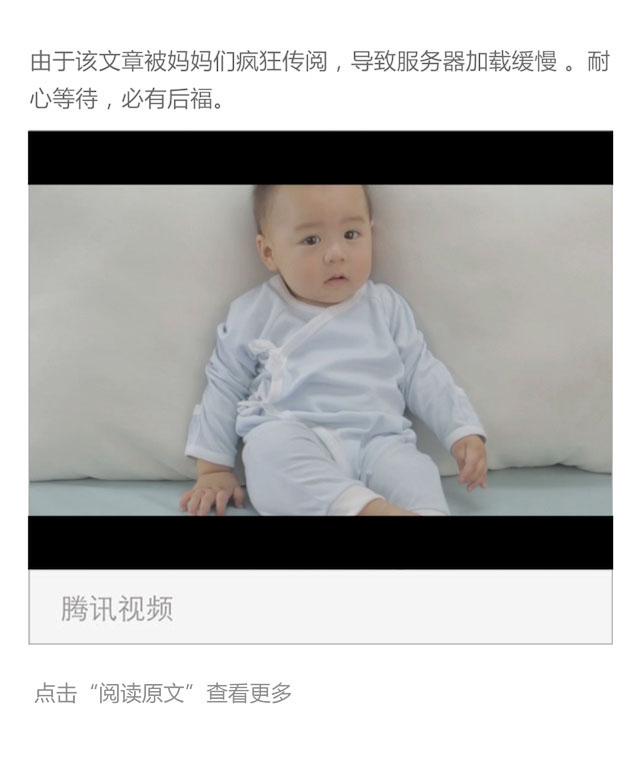 由于该文章被妈妈们疯狂传阅，导致服务器加载缓慢 。耐
心等待，必有后福。
腾讯视频
点击“阅读原文”查看更多